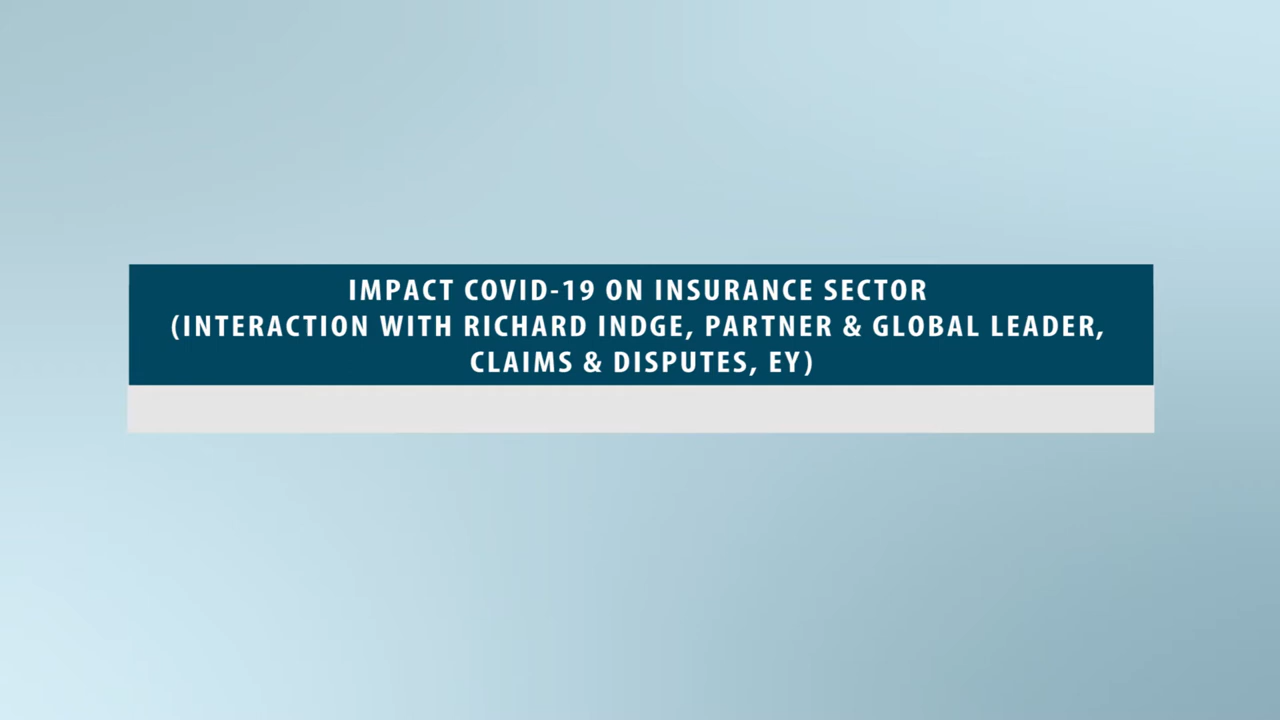 IMPACT COVID-19 ON INSURANCE SECTOR
(INTERACTION WITH RICHARD INDGE, PARTNER & GLOBAL LEADER,
CLAIMS & DISPUTES, EY)